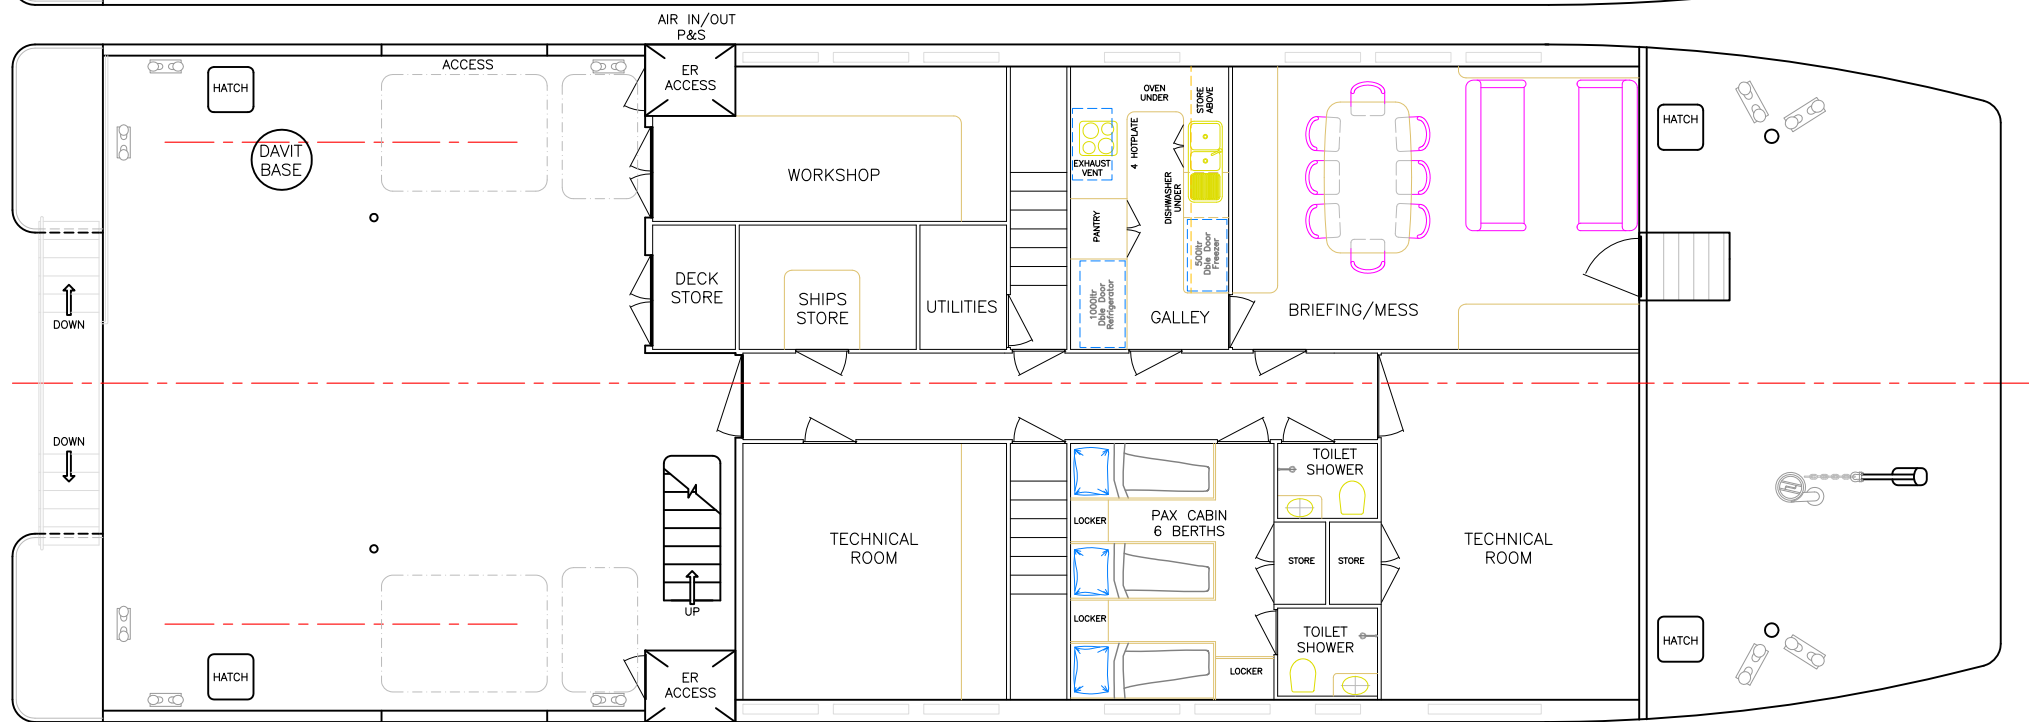 AIR IN/OUT
P&S
ACCESS
ER
ACCESS
HATCH
DAVIT
BASE
WORKSHOP
DECK
STORE
SHIPS
STORE
UTILITIES
OVEN
UNDER
STORE
ABOVE
4 HOTPLATE
EXHAUST
VENT
DISHWASHER
UNDER
PANTRY
500ltr
Dble Door
Freezer
1000ltr
Dble Door
Refrigerator
GALLEY
BRIEFING/MESS
HATCH
DOWN
DOWN
UP
TECHNICAL
ROOM
LOCKER
PAX CABIN
6 BERTHS
LOCKER
LOCKER
TOILET
SHOWER
STORE
STORE
TOILET
SHOWER
TECHNICAL
ROOM
HATCH
HATCH
ER
ACCESS